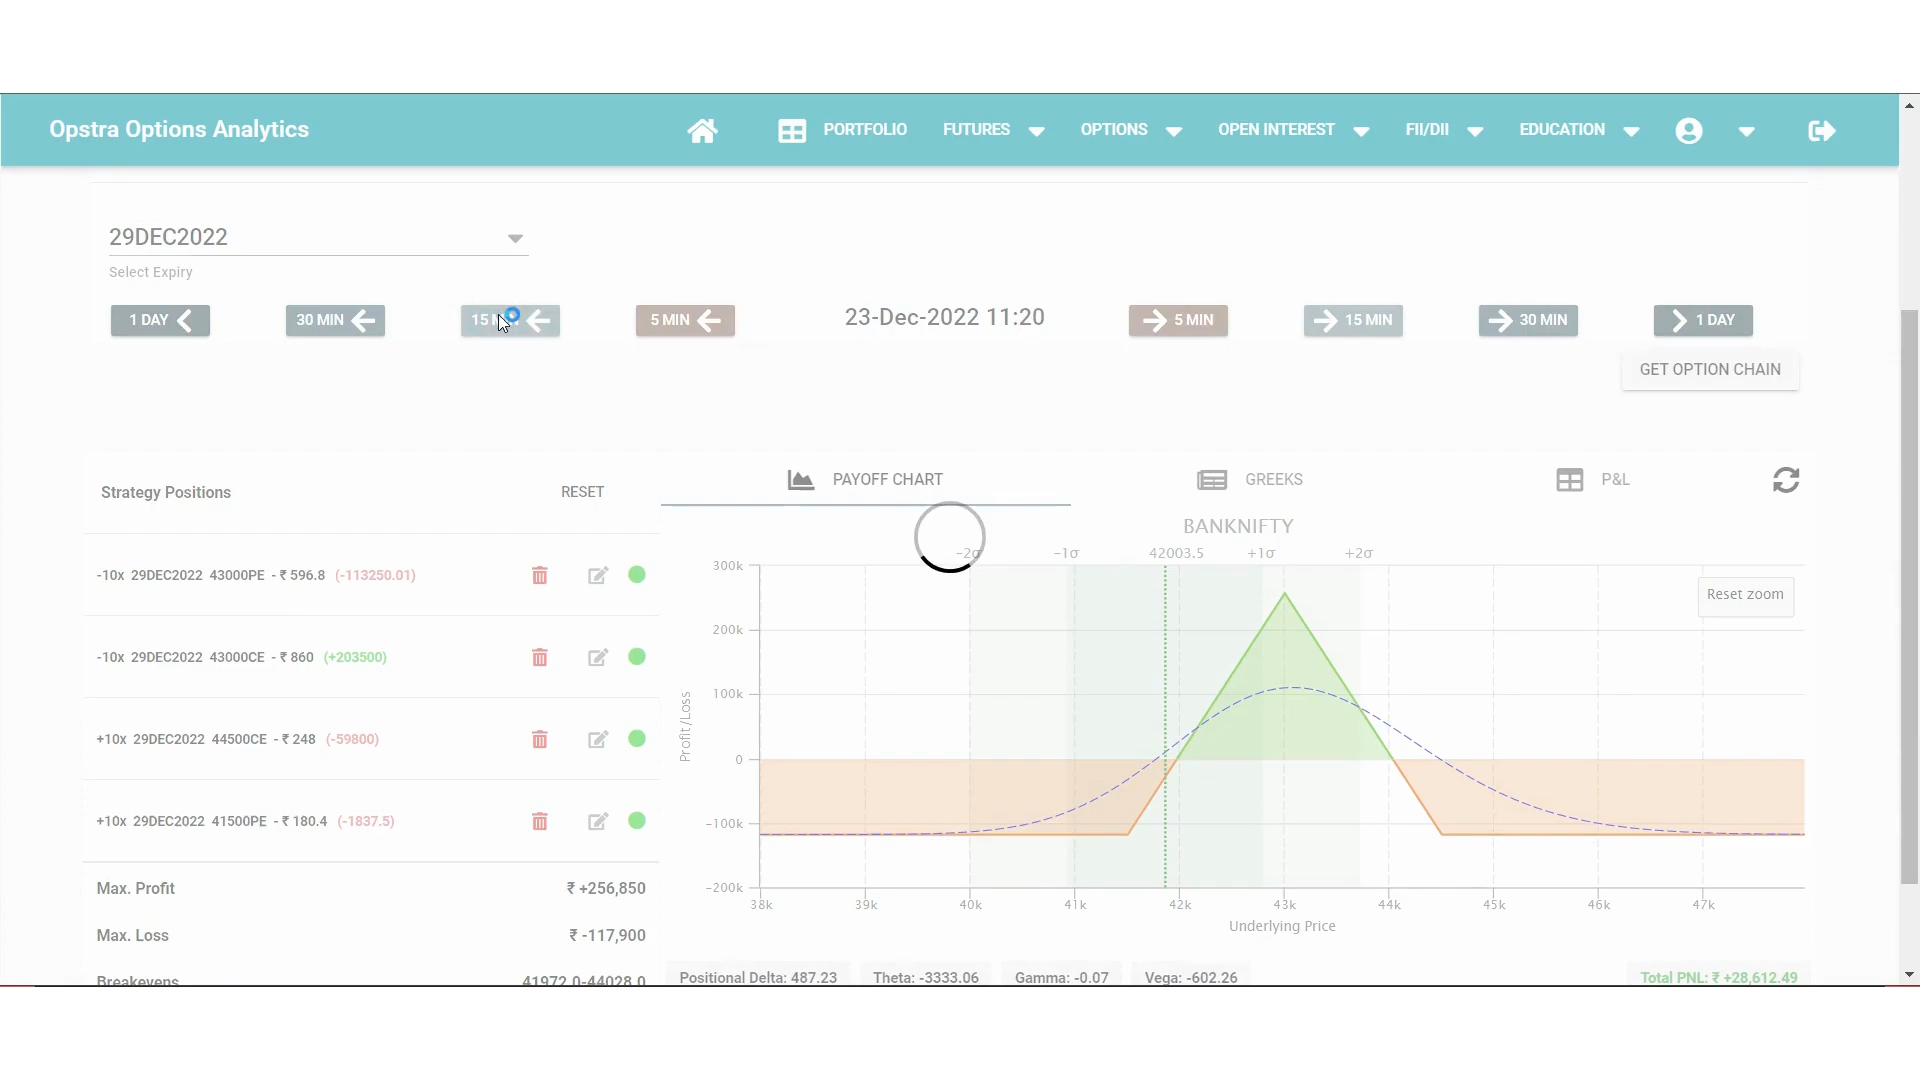 Opstra Options Analytics
PORTFOLIO
FUTURES
OPTIONS
OPEN INTEREST
FII/DII
EDUCATION
29DEC2022
Select Expiry
1 DAY
30 MIN
15
5 MIN
23-Dec-2022 11:20
5 MIN
15 MIN
30 MIN
1 DAY
GET OPTION CHAIN
Strategy Positions
RESET
-10x 29DEC2022 43000PE - ₹ 596.8 (-113250.01)
-10x 29DEC2022 43000CE - ₹ 860 (+203500)
+10x 29DEC2022 44500CE - ₹ 248 (-59800)
+10x 29DEC2022 41500PE - ₹ 180.4 (-1837.5)
Max. Profit ₹ +256,850
Max. Loss ₹ -117,900
Breakevens 41972.0-44028.0
PAYOFF CHART
GREEKS
P&L
BANKNIFTY
-2σ -1σ 42003.5 +1σ +2σ
Reset zoom
300k
200k
100k
0
-100k
-200k
Profit/Loss
38k 39k 40k 41k 42k 43k 44k 45k 46k 47k
Underlying Price
Positional Delta: 487.23
Theta: -3333.06
Gamma: -0.07
Vega: -602.26
Total PNL: ₹ +28,612.49